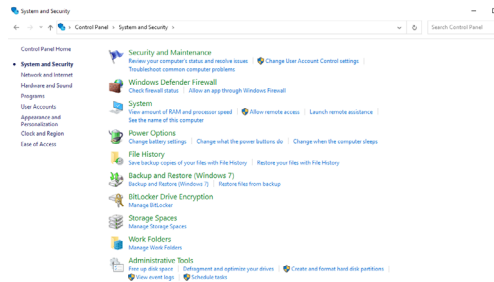 System and Security
Control Panel > System and Security >
Search Control Panel
Control Panel Home
System and Security
Network and Internet
Hardware and Sound
Programs
User Accounts
Appearance and
Personalization
Clock and Region
Ease of Access
Security and Maintenance
Review your computer's status and resolve issues | Change User Account Control settings |
Troubleshoot common computer problems
Windows Defender Firewall
Check firewall status | Allow an app through Windows Firewall
System
View amount of RAM and processor speed | Allow remote access | Launch remote assistance |
See the name of this computer
Power Options
Change battery settings | Change what the power buttons do | Change when the computer sleeps
File History
Save backup copies of your files with File History | Restore your files with File History
Backup and Restore (Windows 7)
Backup and Restore (Windows 7) | Restore files from backup
BitLocker Drive Encryption
Manage BitLocker
Storage Spaces
Manage Storage Spaces
Work Folders
Manage Work Folders
Administrative Tools
Free up disk space | Defragment and optimize your drives | Create and format hard disk partitions |
View event logs | Schedule tasks